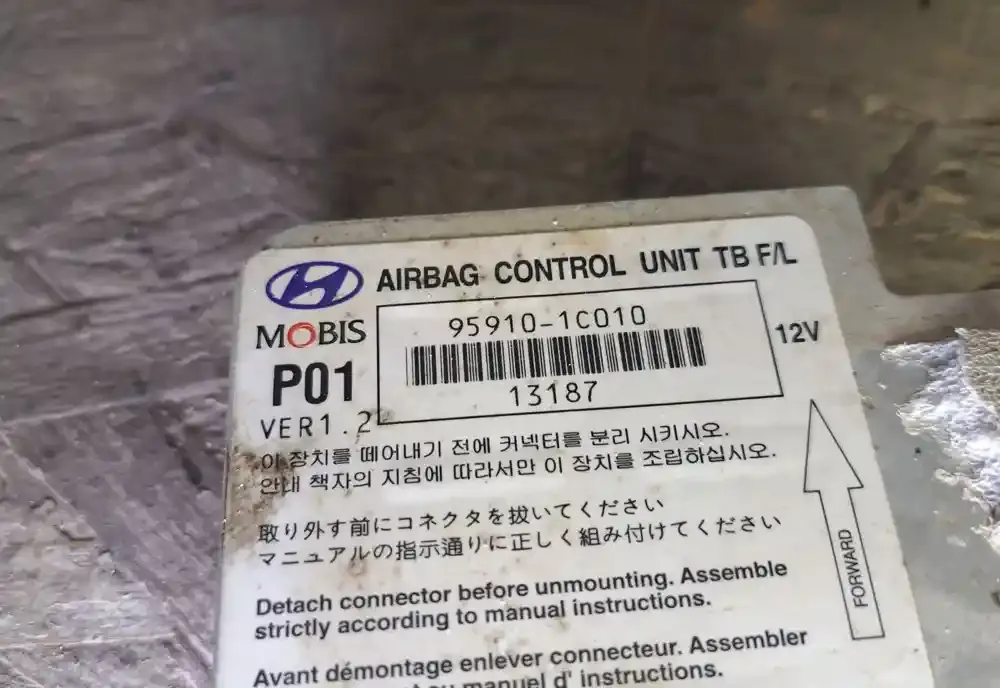 AIRBAG CONTROL UNIT TB F/L
MOBIS
95910-1C010
12V
P01
13187
VER1.2
이 장치를 떼어내기 전에 커넥터를 분리 시키시오.
안내 책자의 지침에 따라서만 이 장치를 조립하십시오.
取り外す前にコネクタを抜いてください
マニュアルの指示通りに正しく組み付けてください
FORWARD
Detach connector before unmounting. Assemble
strictly according to manual instructions.
Avant démontage enlever connecteur. Assembler
manuel d' instructions.